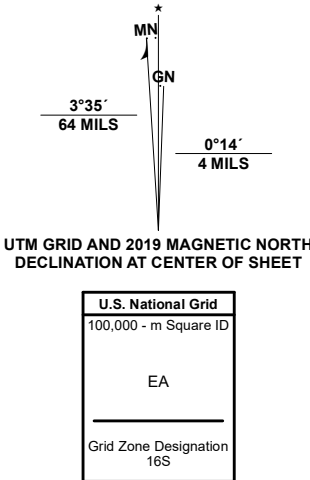 ★
MN
GN
3°35´
64 MILS
0°14´
4 MILS
UTM GRID AND 2019 MAGNETIC NORTH
DECLINATION AT CENTER OF SHEET
U.S. National Grid
100,000 - m Square ID
EA
Grid Zone Designation
16S